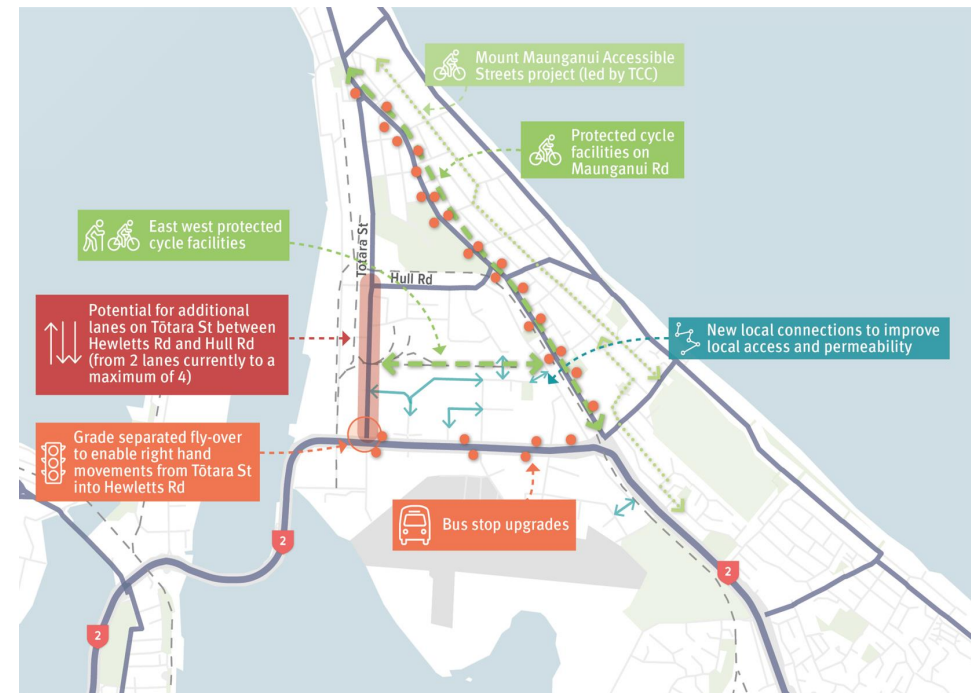 Mount Maunganui Accessible
Streets project (led by TCC)
Protected cycle
facilities on
Maunganui Rd
East west protected
cycle facilities
Tōtara St
Hull Rd
Potential for additional
lanes on Tōtara St between
Hewletts Rd and Hull Rd
(from 2 lanes currently to a
maximum of 4)
New local connections to improve
local access and permeability
Grade separated fly-over
to enable right hand
movements from Tōtara St
into Hewletts Rd
Bus stop upgrades
2
2
2